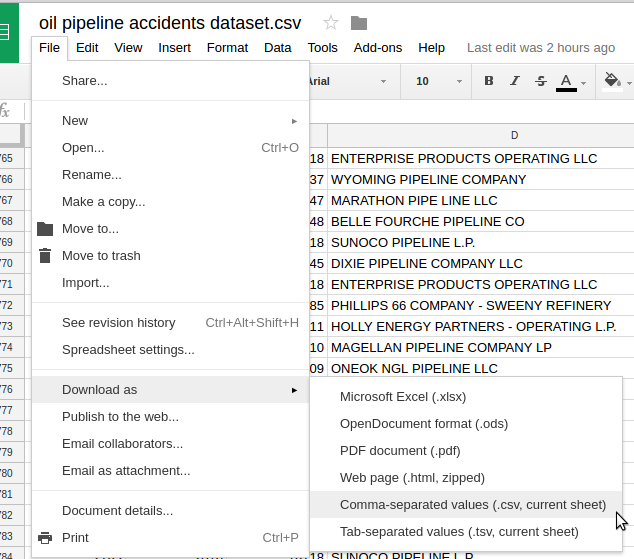 oil pipeline accidents dataset.csv
File Edit View Insert Format Data Tools Add-ons Help Last edit was 2 hours ago
Share...
Arial 10 B I S A
fx
New
D
Open... Ctrl+O
765 18 ENTERPRISE PRODUCTS OPERATING LLC
Rename...
766 37 WYOMING PIPELINE COMPANY
Make a copy...
767 47 MARATHON PIPE LINE LLC
Move to...
768 48 BELLE FOURCHE PIPELINE CO
769 18 SUNOCO PIPELINE L.P.
Move to trash
770 45 DIXIE PIPELINE COMPANY LLC
Import...
771 18 ENTERPRISE PRODUCTS OPERATING LLC
772 85 PHILLIPS 66 COMPANY - SWEENY REFINERY
See revision history Ctrl+Alt+Shift+H
773 11 HOLLY ENERGY PARTNERS - OPERATING L.P.
Spreadsheet settings...
774 10 MAGELLAN PIPELINE COMPANY LP
775 09 ONEOK NGL PIPELINE LLC
Download as
776
Microsoft Excel (.xlsx)
777
Publish to the web...
OpenDocument format (.ods)
778
Email collaborators...
PDF document (.pdf)
779
Email as attachment...
780
Web page (.html, zipped)
781
Comma-separated values (.csv, current sheet)
782
Document details...
Tab-separated values (.tsv, current sheet)
783
Print Ctrl+P
784 18 SUNOCO PIPELINE L.P.